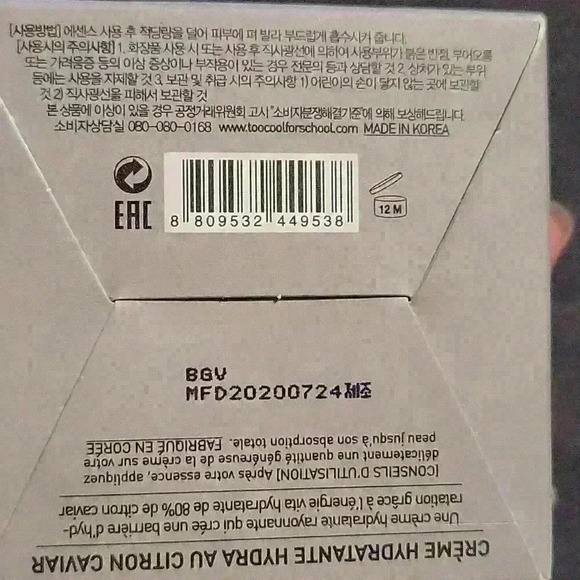 [사용방법] 에센스 사용 후 적당량을 덜어 피부에 펴 발라 부드럽게 흡수시켜 줍니다.
[사용시의 주의사항] 1. 화장품 사용 시 또는 사용 후 직사광선에 의하여 사용부위가 붉은 반점, 부어오름
또는 가려움증 등의 이상 증상이나 부작용이 있는 경우 전문의 등과 상담할 것 2. 상처가 있는 부위
등에는 사용을 자제할 것 3. 보관 및 취급 시의 주의사항 1) 어린이의 손이 닿지 않는 곳에 보관할
것 2) 직사광선을 피해서 보관할 것
본 상품에 이상이 있을 경우 공정거래위원회 고시 "소비자분쟁해결기준"에 의해 보상해드립니다.
소비자상담실 080-080-0168 www.toocoolforschool.com MADE IN KOREA
EAC
8 809532 449538
12 M
BGV
MFD20200724제조
CRÈME HYDRATANTE HYDRA AU CITRON CAVIAR
Une crème hydratante rayonnante qui crée une barrière d'hyd-
ratation grâce à l'énergie vita hydratante de 80% de citron caviar
[CONSEILS D'UTILISATION] Après votre essence, appliquez
délicatement une quantité généreuse de la crème sur votre
peau jusqu'à son absorption totale. FABRIQUÉ EN CORÉE